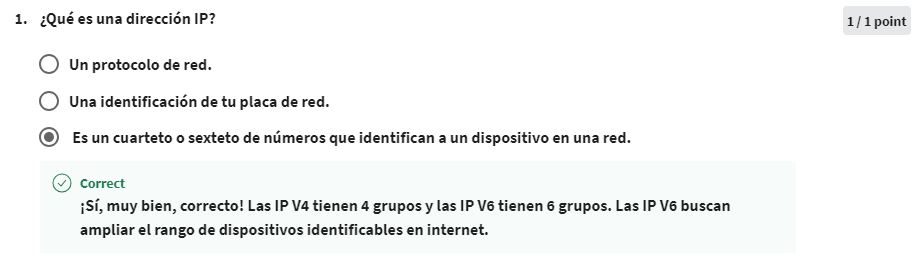 1. ¿Qué es una dirección IP?
1 / 1 point
Un protocolo de red.
Una identificación de tu placa de red.
Es un cuarteto o sexteto de números que identifican a un dispositivo en una red.
Correct
¡Sí, muy bien, correcto! Las IP V4 tienen 4 grupos y las IP V6 tienen 6 grupos. Las IP V6 buscan
ampliar el rango de dispositivos identificables en internet.